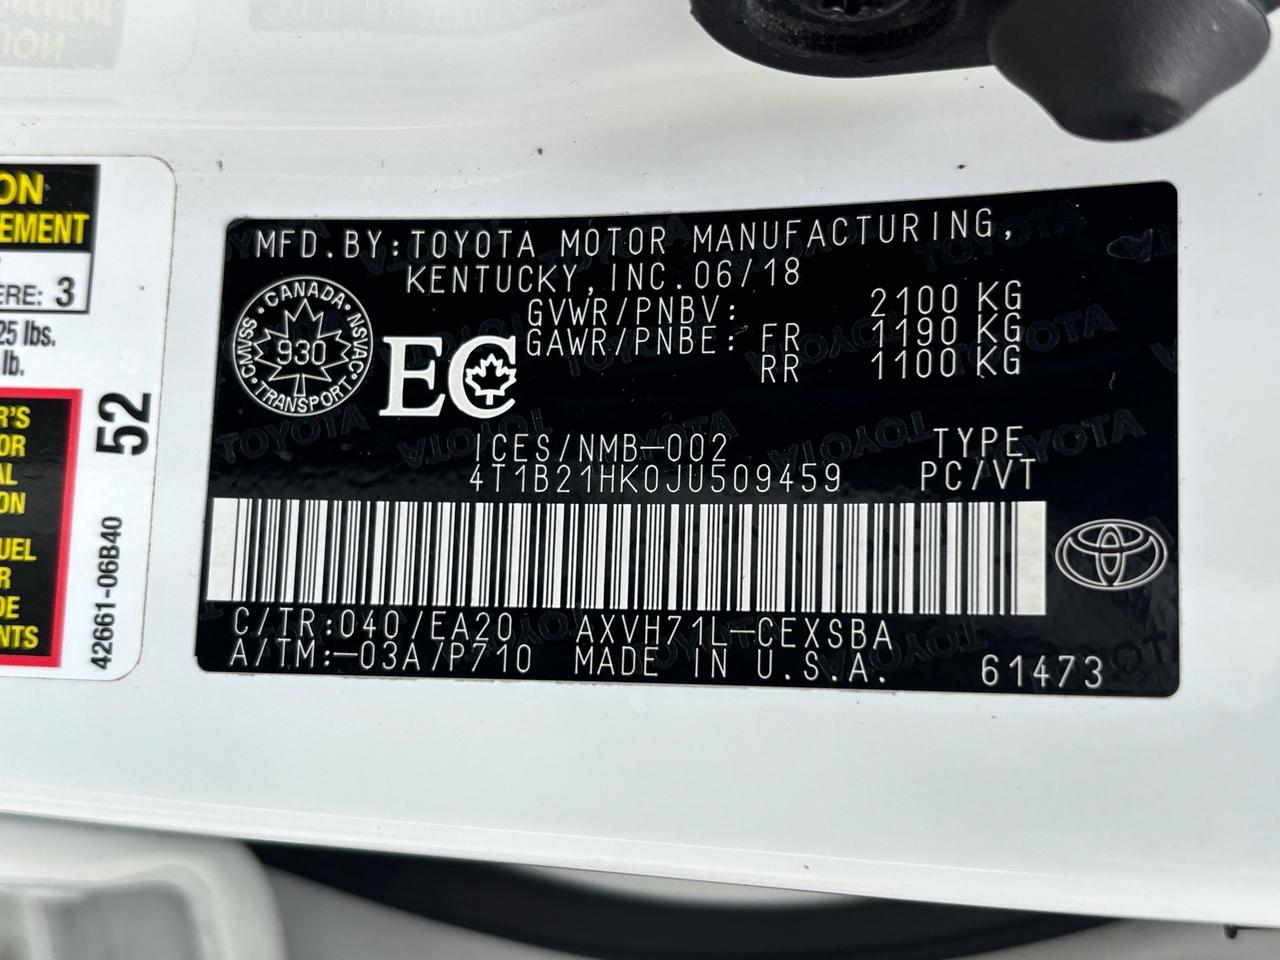 ON
EMENT
ERE: 3
25 lbs.
lb.
R'S
OR
AL
ON
UEL
R
DE
NTS
52
42661-06B40
MFD.BY:TOYOTA MOTOR MANUFACTURING,
KENTUCKY,INC.06/18
GVWR/PNBV: 2100 KG
GAWR/PNBE: FR 1190 KG
RR 1100 KG
CANADA
CMVSS NSVAC
930
TRANSPORT
EC
ICES/NMB-002 TYPE
4T1B21HK0JU509459 PC/VT
C/TR:040/EA20 AXVH71L-CEXSBA
A/TM:-03A/P710 MADE IN U.S.A. 61473